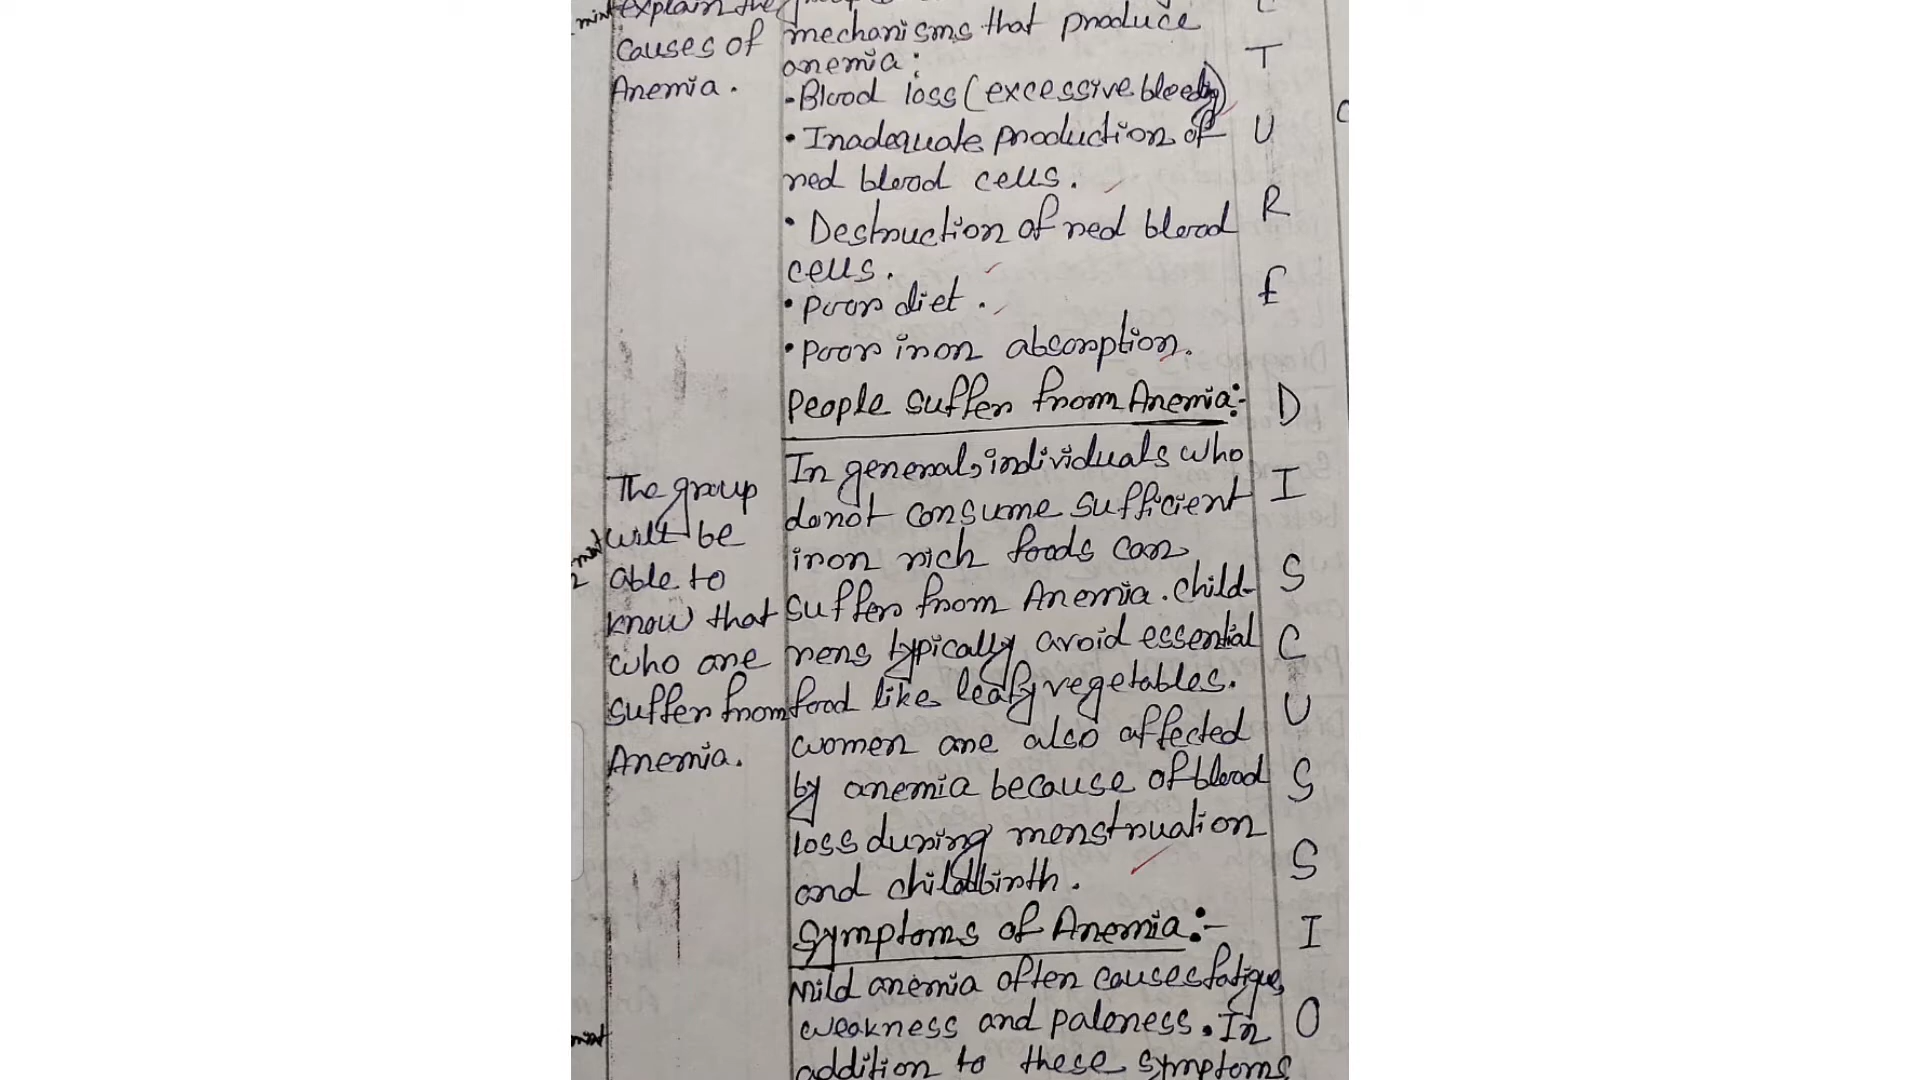 explain the
causes of
Anemia.
The group
will be
able to
know that
who are
suffer from
Anemia.
mechanisms that produce
anemia:
•Blood loss (excessive bleeding)
• Inadequate production of
red blood cells.
• Destruction of red blood
cells.
• poor diet.
• poor iron absorption.
People suffer from Anemia:-
In general, individuals who
donot consume sufficient
iron rich foods can
suffer from Anemia. child-
rens typically avoid essential
food like leafy vegetables.
women are also affected
by anemia because of blood
loss during menstruation
and childbirth.
Symptoms of Anemia:-
Mild anemia often causes fatigue,
weakness and paleness. In
addition to these symptoms
T
U
R
E
D
I
S
C
U
S
S
I
O